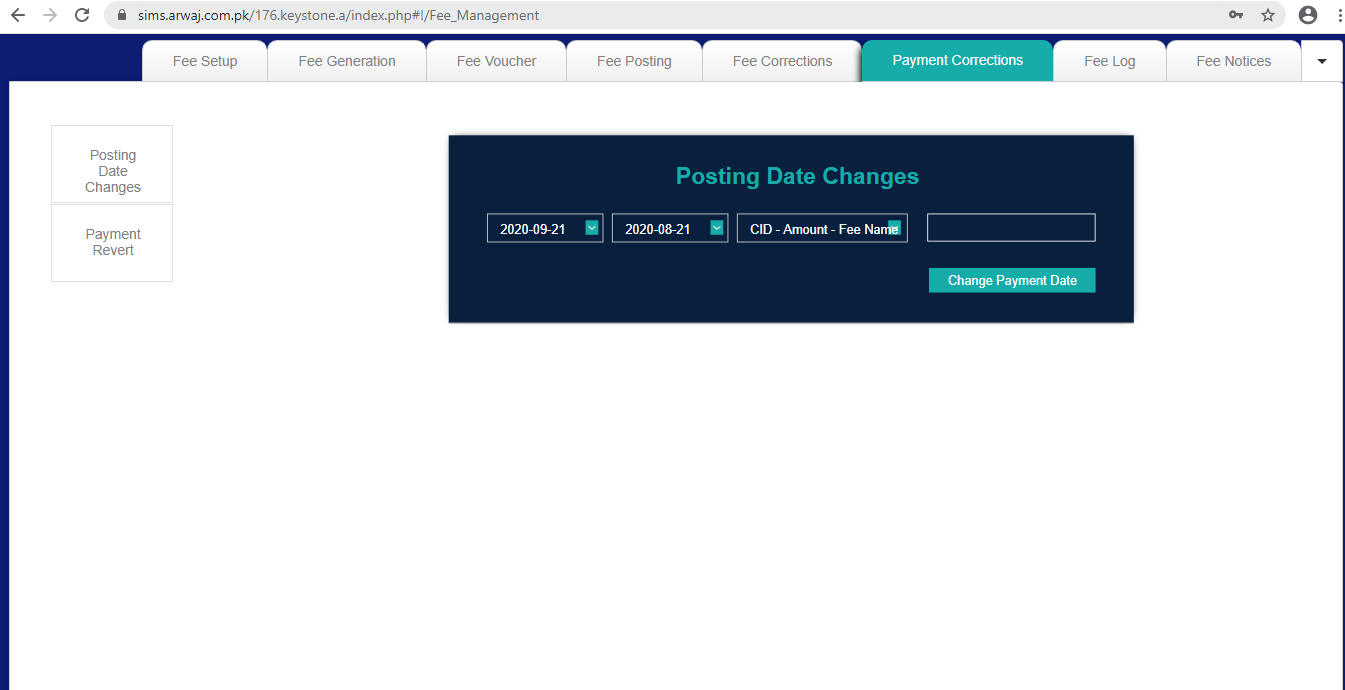 sims.arwaj.com.pk/176.keystone.a/index.php#!/Fee_Management
Fee Setup
Fee Generation
Fee Voucher
Fee Posting
Fee Corrections
Payment Corrections
Fee Log
Fee Notices
Posting
Date
Changes
Payment
Revert
Posting Date Changes
2020-09-21
2020-08-21
CID - Amount - Fee Name
Change Payment Date